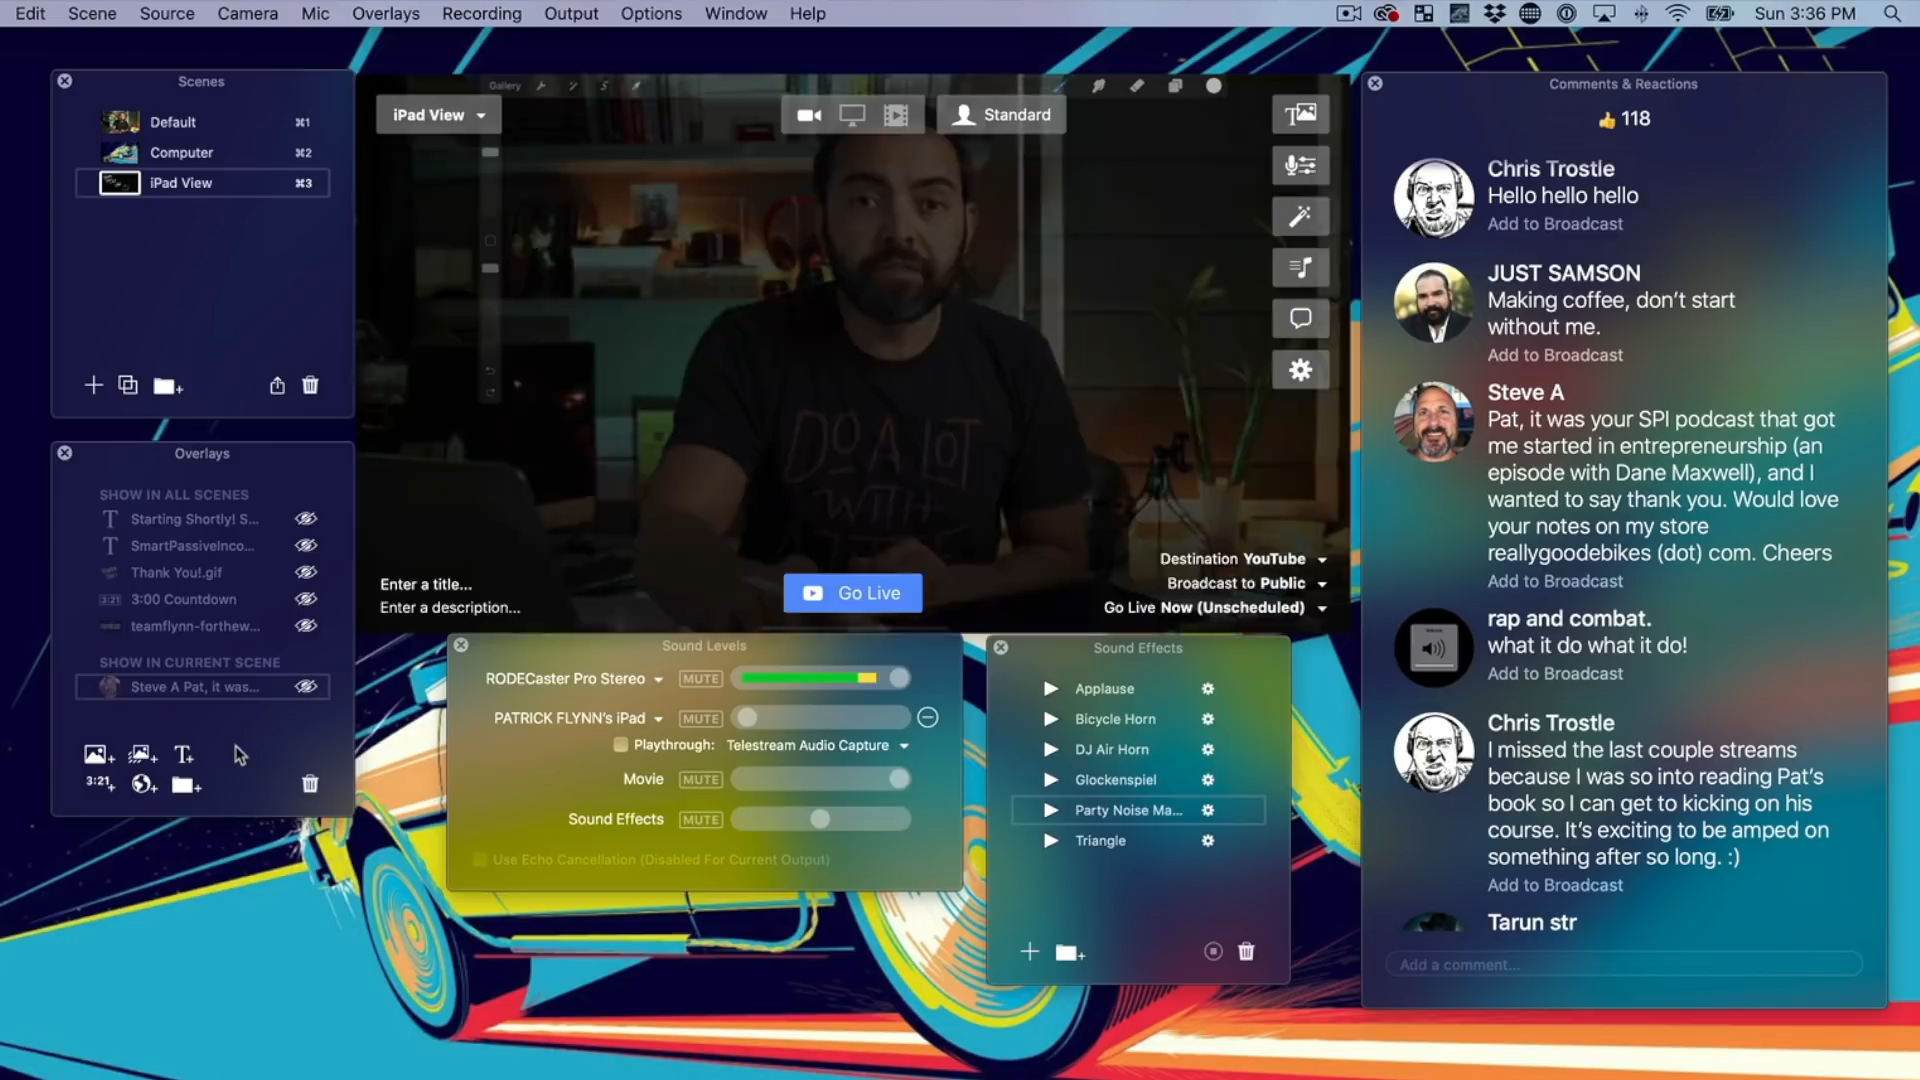 Edit Scene Source Camera Mic Overlays Recording Output Options Window Help
Sun 3:36 PM
Scenes
Default ⌘1
Computer ⌘2
iPad View ⌘3
Overlays
SHOW IN ALL SCENES
Starting Shortly! S...
SmartPassiveInco...
Thank You!.gif
3:21 3:00 Countdown
teamflynn-forthew...
SHOW IN CURRENT SCENE
Steve A Pat, it was...
3:21
Gallery
iPad View
Standard
DO A LOT
WITH
Enter a title...
Enter a description...
Go Live
Destination YouTube
Broadcast to Public
Go Live Now (Unscheduled)
Sound Levels
RODECaster Pro Stereo MUTE
PATRICK FLYNN's iPad MUTE
Playthrough: Telestream Audio Capture
Movie MUTE
Sound Effects MUTE
Use Echo Cancellation (Disabled For Current Output)
Sound Effects
Applause
Bicycle Horn
DJ Air Horn
Glockenspiel
Party Noise Ma...
Triangle
Comments & Reactions
👍 118
Chris Trostle
Hello hello hello
Add to Broadcast
JUST SAMSON
Making coffee, don't start
without me.
Add to Broadcast
Steve A
Pat, it was your SPI podcast that got
me started in entrepreneurship (an
episode with Dane Maxwell), and I
wanted to say thank you. Would love
your notes on my store
reallygoodebikes (dot) com. Cheers
Add to Broadcast
rap and combat.
what it do what it do!
Add to Broadcast
Chris Trostle
I missed the last couple streams
because I was so into reading Pat's
book so I can get to kicking on his
course. It's exciting to be amped on
something after so long. :)
Add to Broadcast
Tarun str
Add a comment...